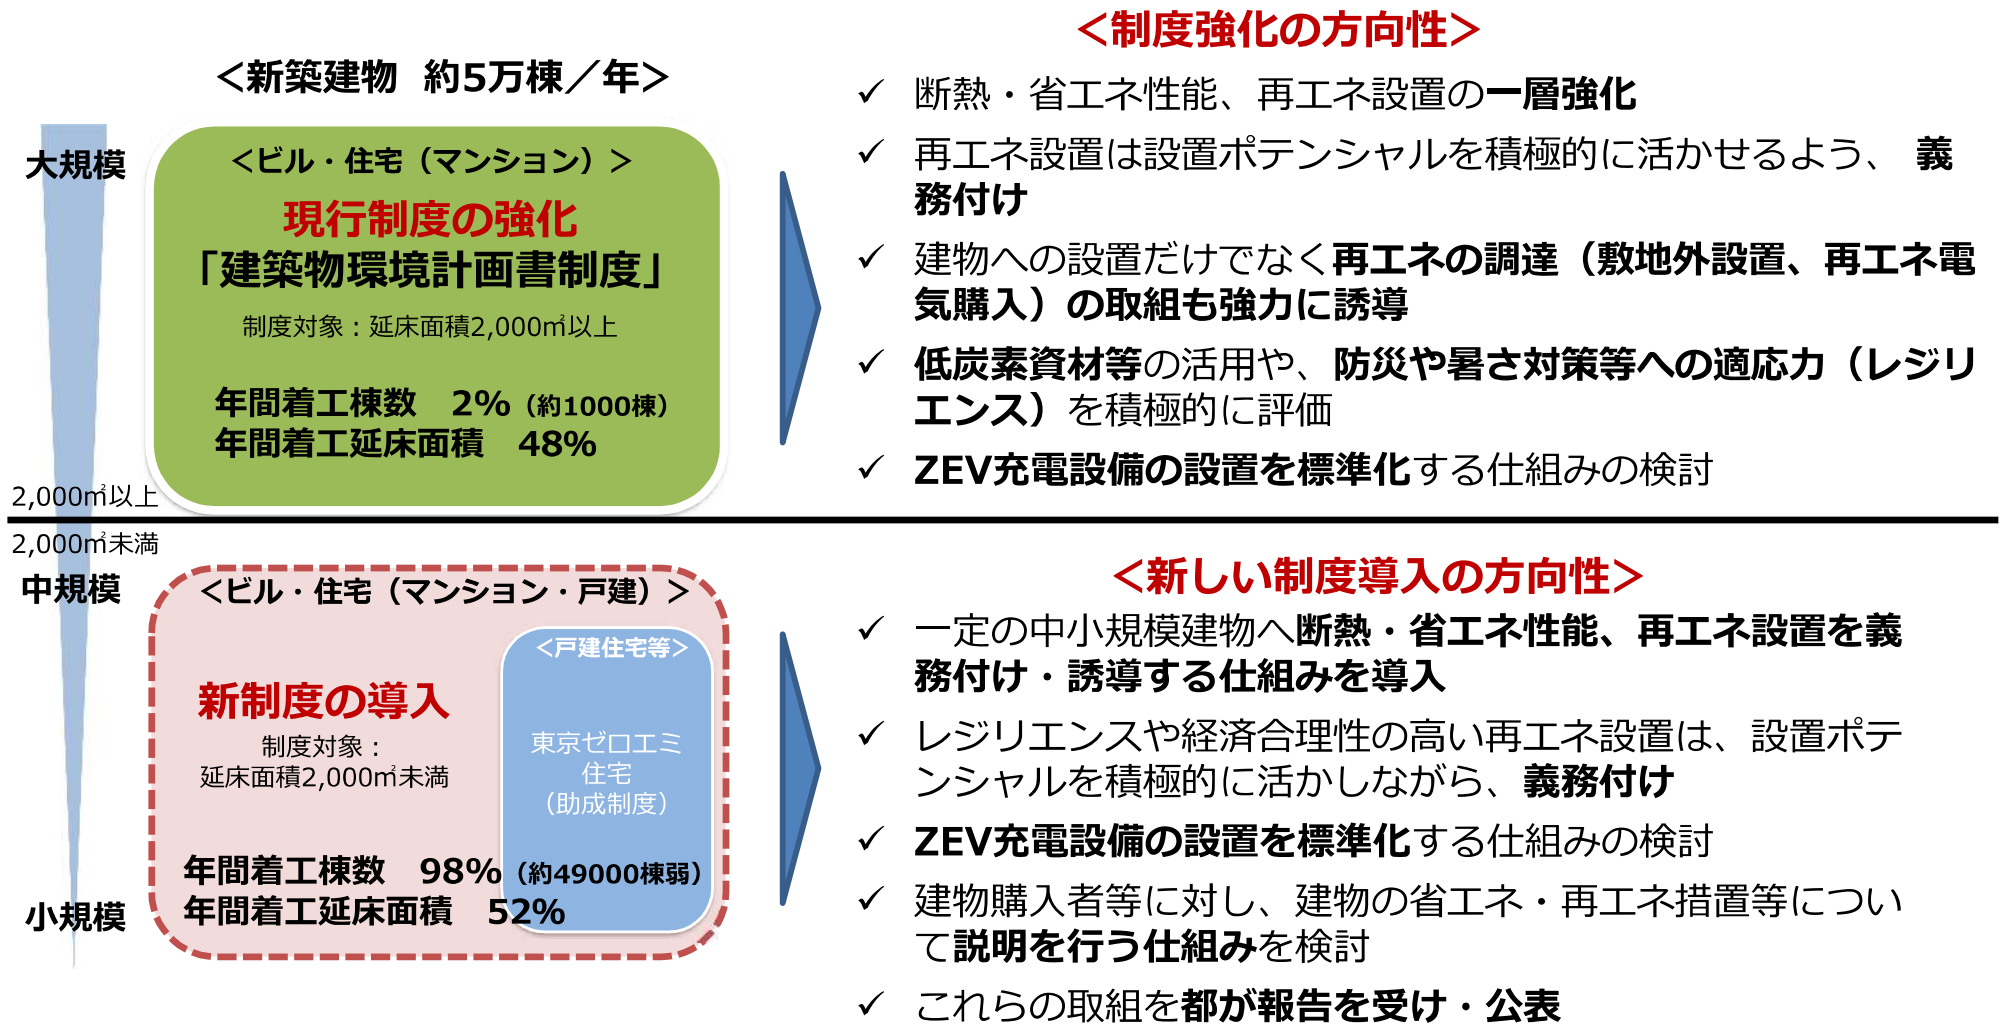 ＜新築建物 約5万棟／年＞
大規模
＜ビル・住宅（マンション）＞
現行制度の強化
「建築物環境計画書制度」
制度対象：延床面積2,000㎡以上
年間着工棟数　2%（約1000棟）
年間着工延床面積　48%
2,000㎡以上
＜制度強化の方向性＞
✓ 断熱・省エネ性能、再エネ設置の一層強化
✓ 再エネ設置は設置ポテンシャルを積極的に活かせるよう、 義
務付け
✓ 建物への設置だけでなく再エネの調達（敷地外設置、再エネ電
気購入）の取組も強力に誘導
✓ 低炭素資材等の活用や、防災や暑さ対策等への適応力（レジリ
エンス）を積極的に評価
✓ ZEV充電設備の設置を標準化する仕組みの検討
2,000㎡未満
中規模
＜ビル・住宅（マンション・戸建）＞
＜戸建住宅等＞
新制度の導入
制度対象：
延床面積2,000㎡未満
東京ゼロエミ
住宅
（助成制度）
年間着工棟数　98%（約49000棟弱）
年間着工延床面積　52%
小規模
＜新しい制度導入の方向性＞
✓ 一定の中小規模建物へ断熱・省エネ性能、再エネ設置を義
務付け・誘導する仕組みを導入
✓ レジリエンスや経済合理性の高い再エネ設置は、設置ポテ
ンシャルを積極的に活かしながら、義務付け
✓ ZEV充電設備の設置を標準化する仕組みの検討
✓ 建物購入者等に対し、建物の省エネ・再エネ措置等につい
て説明を行う仕組みを検討
✓ これらの取組を都が報告を受け・公表